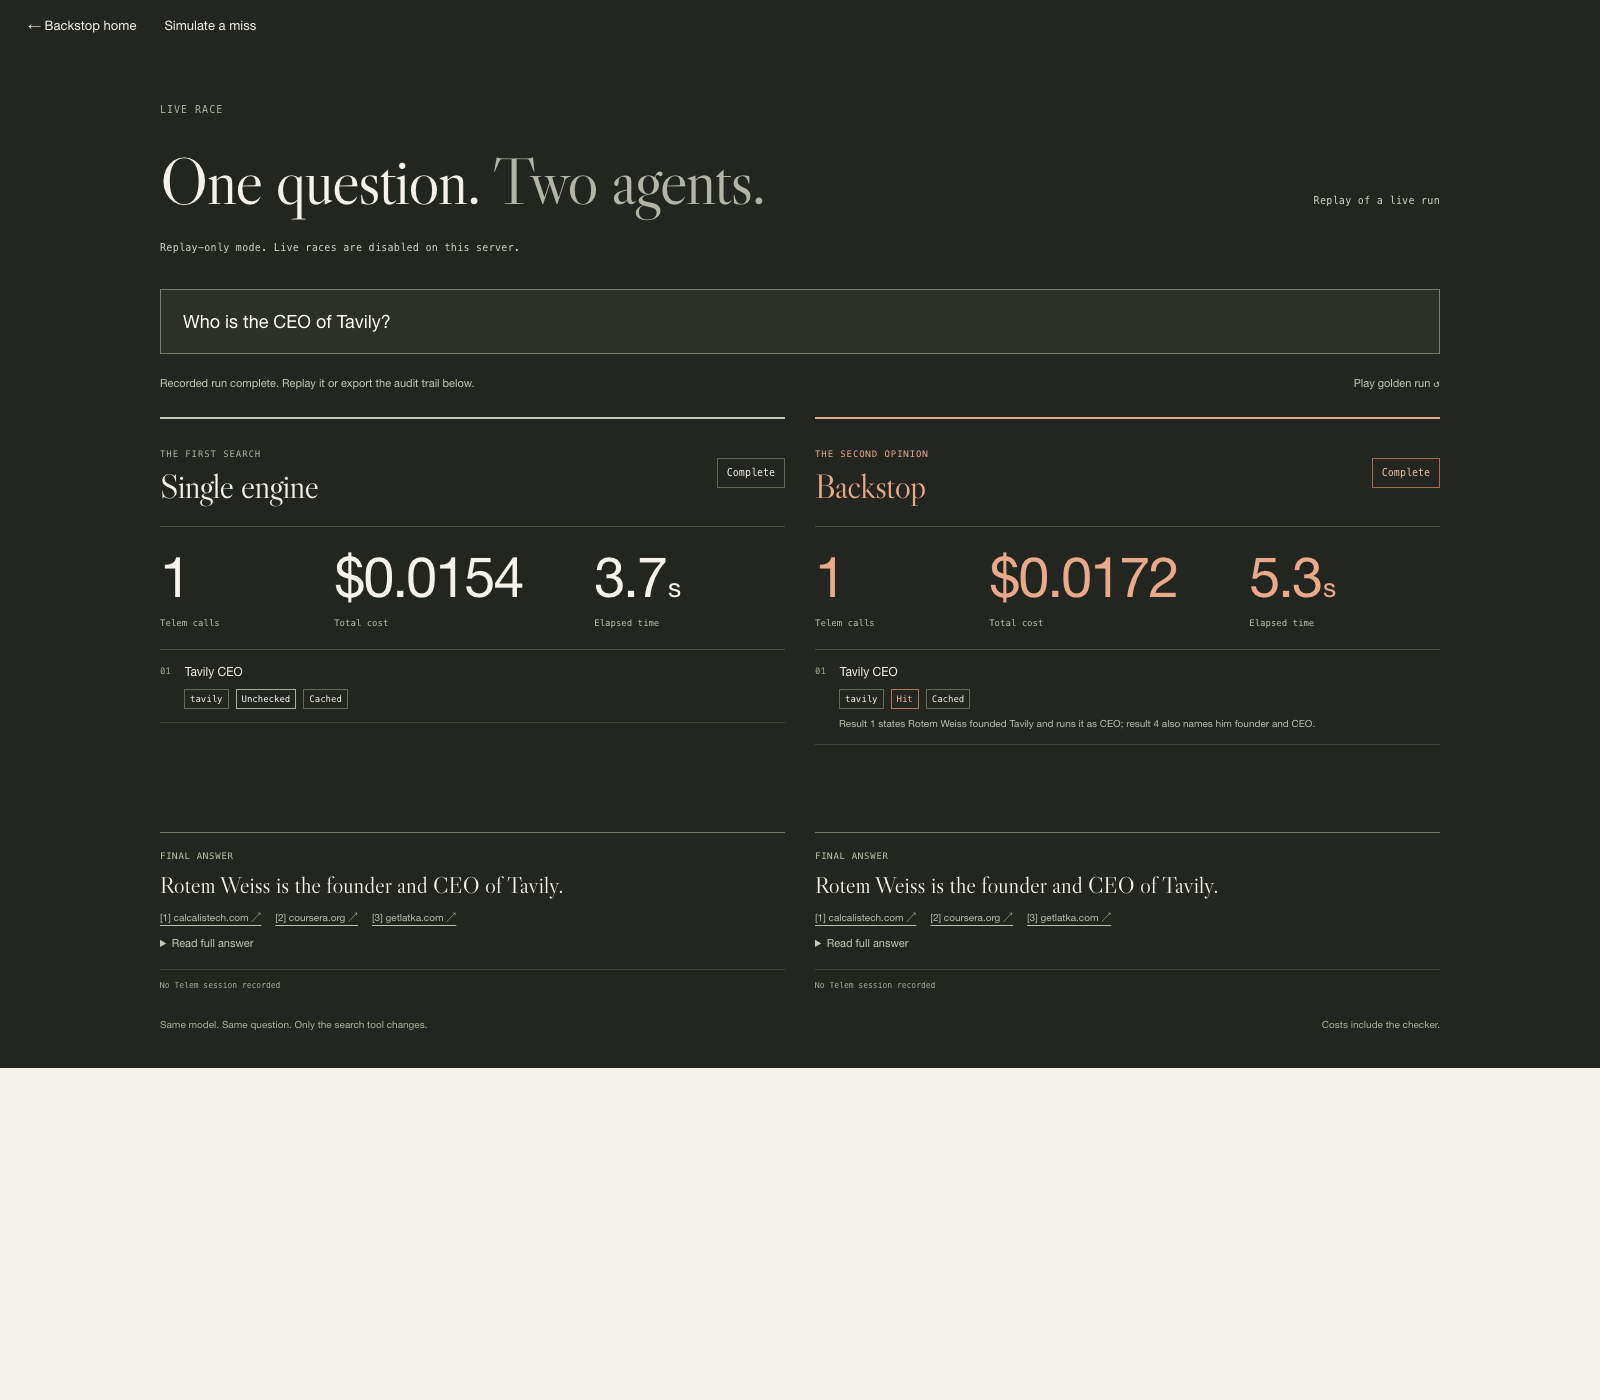 ← Backstop home
Simulate a miss
LIVE RACE
One question. Two agents.
Replay of a live run
Replay-only mode. Live races are disabled on this server.
Who is the CEO of Tavily?
Recorded run complete. Replay it or export the audit trail below.
Play golden run ↺
THE FIRST SEARCH
Single engine
Complete
1
Telem calls
$0.0154
Total cost
3.7s
Elapsed time
01 Tavily CEO
tavily Unchecked Cached
FINAL ANSWER
Rotem Weiss is the founder and CEO of Tavily.
[1] calcalistech.com ↗ [2] coursera.org ↗ [3] getlatka.com ↗
▶ Read full answer
No Telem session recorded
THE SECOND OPINION
Backstop
Complete
1
Telem calls
$0.0172
Total cost
5.3s
Elapsed time
01 Tavily CEO
tavily Hit Cached
Result 1 states Rotem Weiss founded Tavily and runs it as CEO; result 4 also names him founder and CEO.
FINAL ANSWER
Rotem Weiss is the founder and CEO of Tavily.
[1] calcalistech.com ↗ [2] coursera.org ↗ [3] getlatka.com ↗
▶ Read full answer
No Telem session recorded
Same model. Same question. Only the search tool changes.
Costs include the checker.